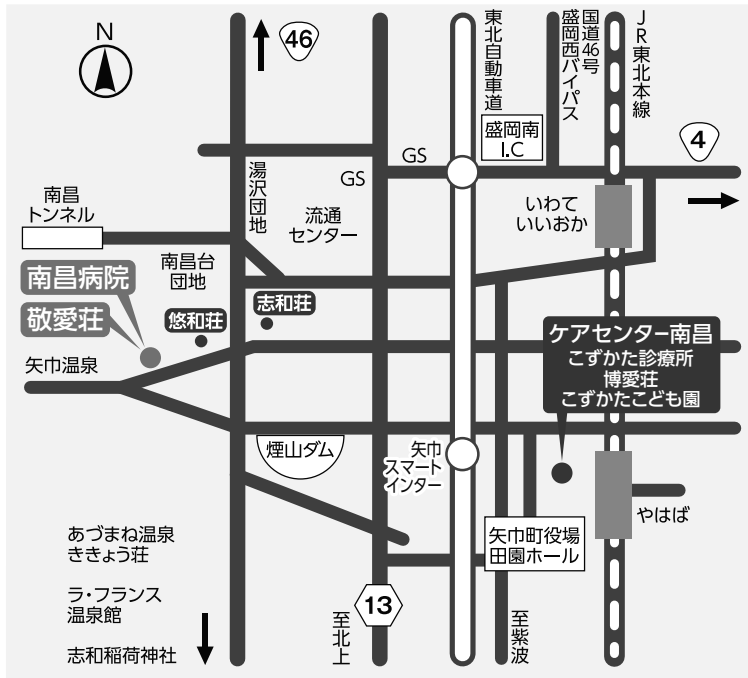 N
46
東北自動車道
国道46号
盛岡西バイパス
JR東北本線
盛岡南
I.C
4
GS
GS
湯沢団地
流通
センター
いわて
いいおか
南昌
トンネル
南昌台
団地
南昌病院
敬愛荘
悠和荘
志和荘
矢巾温泉
ケアセンター南昌
こずかた診療所
博愛荘
こずかたこども園
煙山ダム
矢巾
スマート
インター
やはば
矢巾町役場
田園ホール
あづまね温泉
ききょう荘
ラ・フランス
温泉館
志和稲荷神社
至北上
13
至紫波